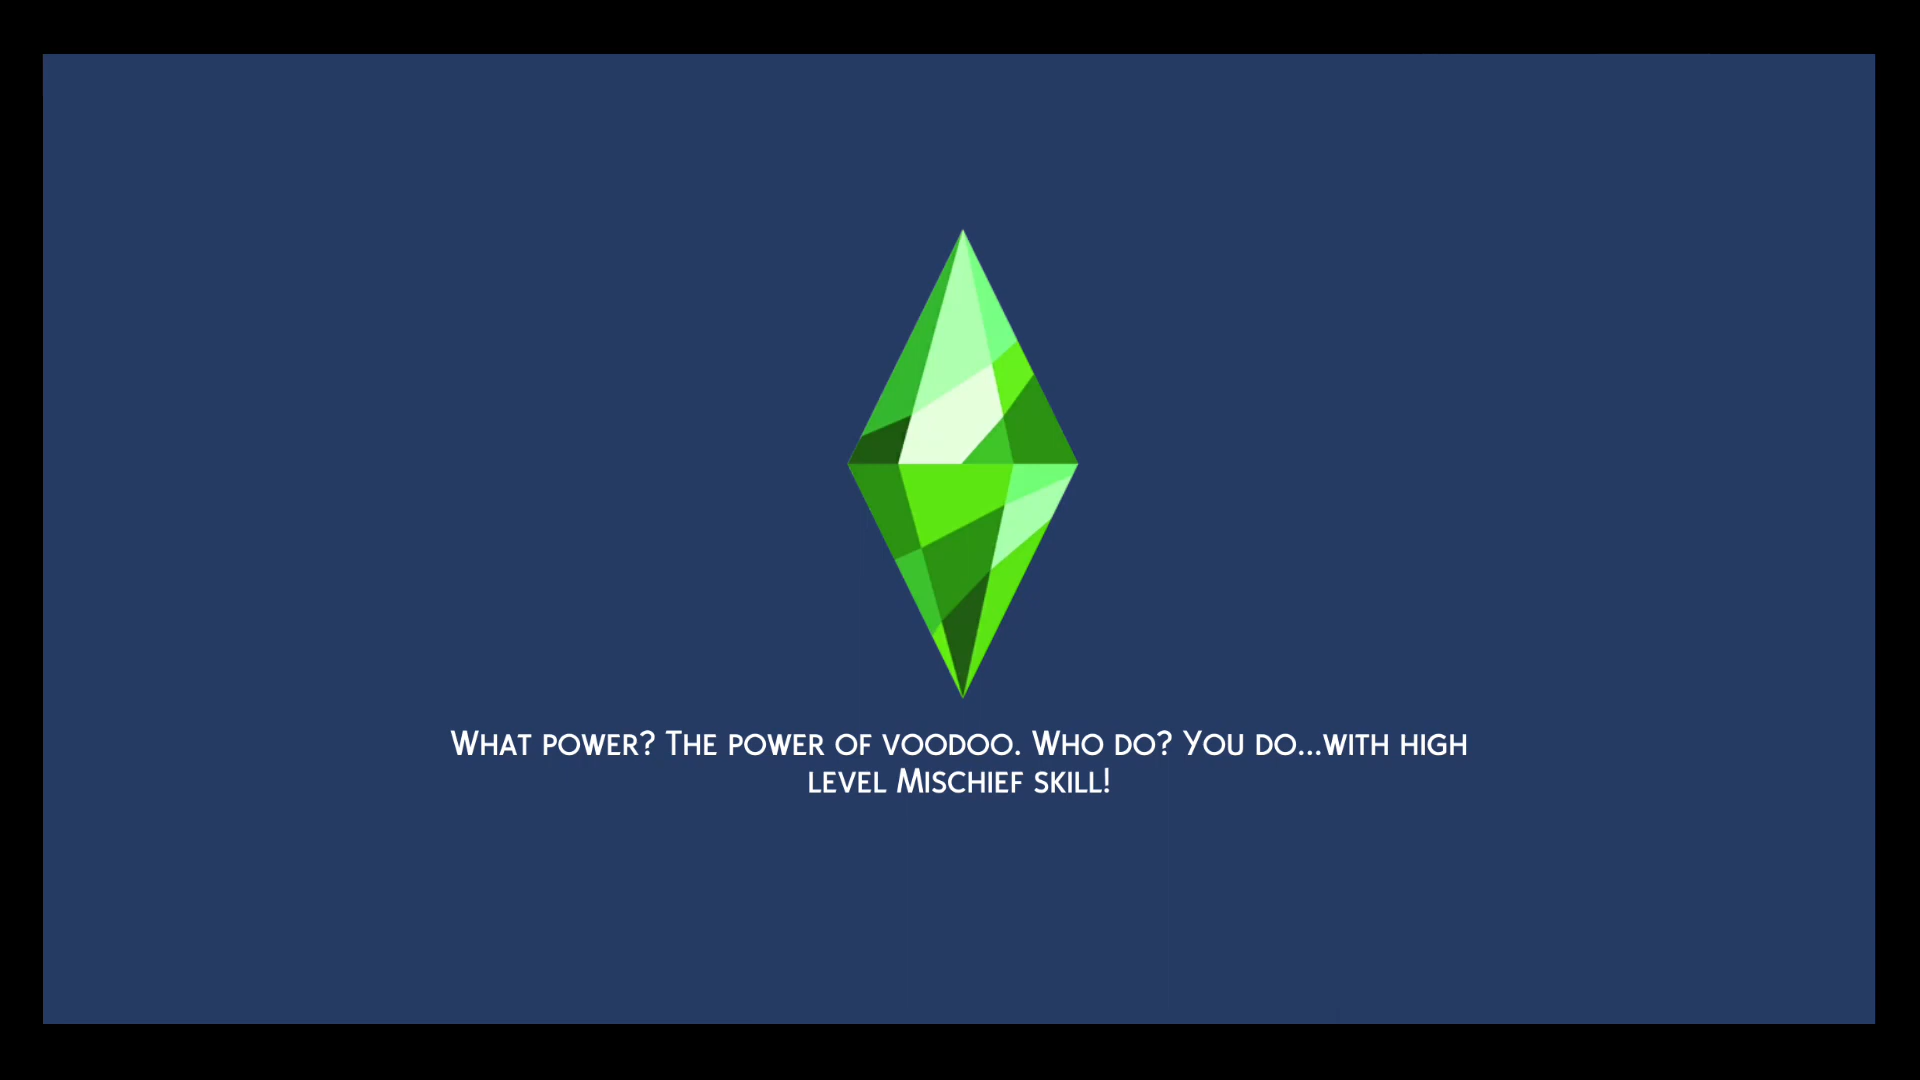 What power? The power of voodoo. Who do? You do...with high
level Mischief skill!